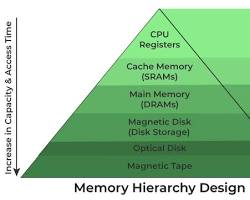 Increase in Capacity & Access Time
CPU
Registers
Cache Memory
(SRAMs)
Main Memory
(DRAMs)
Magnetic Disk
(Disk Storage)
Optical Disk
Magnetic Tape
Memory Hierarchy Design